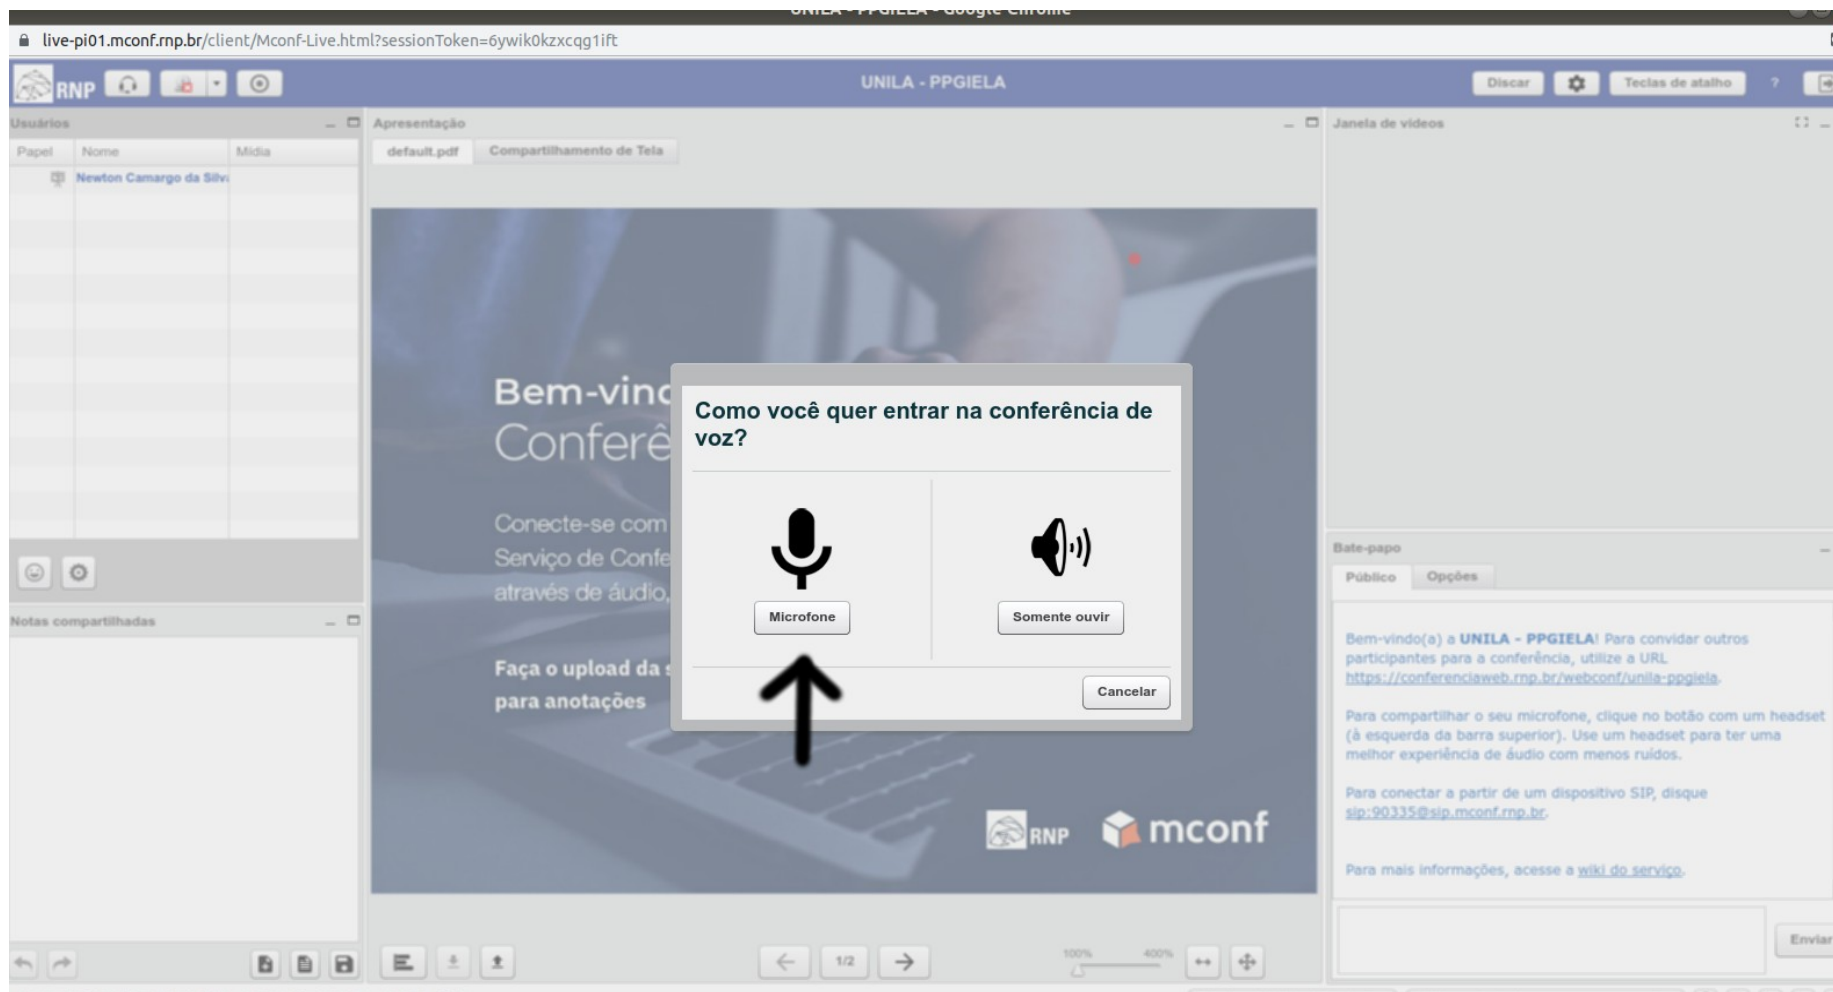 UNILA - PPGIELA - Google Chrome
live-pi01.mconf.rnp.br/client/Mconf-Live.html?sessionToken=6ywik0kzxcqg1ift
RNP
UNILA - PPGIELA
Discar
Teclas de atalho
?
Usuários
Papel Nome Mídia
Newton Camargo da Silv
Apresentação
default.pdf Compartilhamento de Tela
Bem-vind
Conferê
Conecte-se com
Serviço de Confe
através de áudio,
Faça o upload da s
para anotações
RNP mconf
Como você quer entrar na conferência de
voz?
Microfone
Somente ouvir
Cancelar
Janela de vídeos
Bate-papo
Público Opções
Bem-vindo(a) a UNILA - PPGIELA! Para convidar outros
participantes para a conferência, utilize a URL
https://conferenciaweb.rnp.br/webconf/unila-ppgiela.
Para compartilhar o seu microfone, clique no botão com um headset
(à esquerda da barra superior). Use um headset para ter uma
melhor experiência de áudio com menos ruídos.
Para conectar a partir de um dispositivo SIP, disque
sip:90335@sip.mconf.rnp.br.
Para mais informações, acesse a wiki do serviço.
Enviar
Notas compartilhadas
1/2
100% 400%